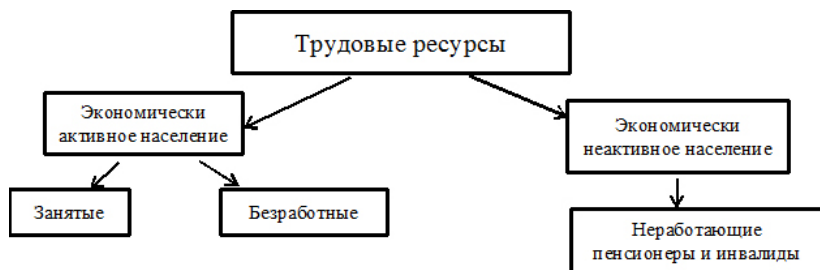 Трудовые ресурсы
Экономически
активное население
Экономически
неактивное население
Занятые
Безработные
Неработающие
пенсионеры и инвалиды